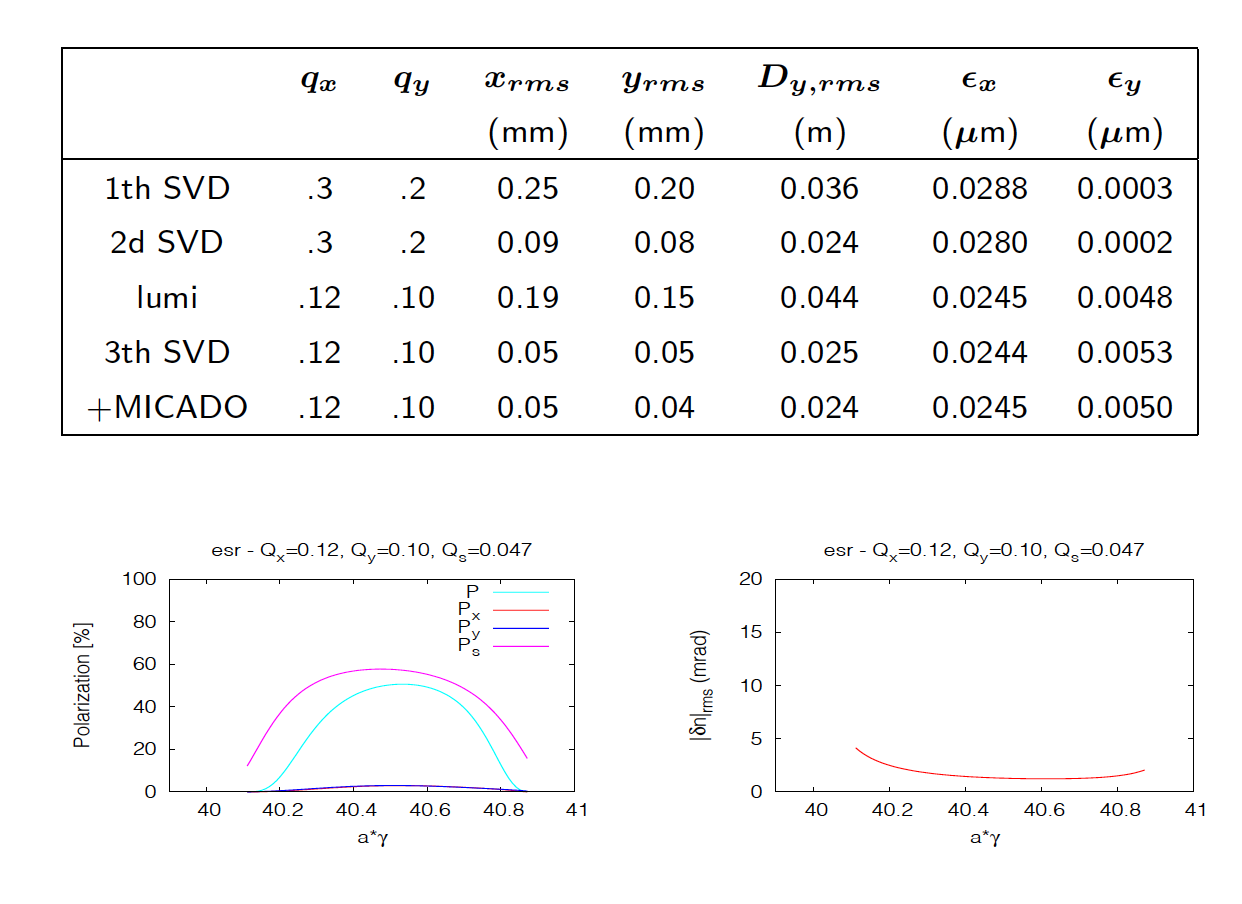 q_x q_y x_rms y_rms D_y,rms ϵ_x ϵ_y
(mm) (mm) (m) (μm) (μm)
1th SVD .3 .2 0.25 0.20 0.036 0.0288 0.0003
2d SVD .3 .2 0.09 0.08 0.024 0.0280 0.0002
lumi .12 .10 0.19 0.15 0.044 0.0245 0.0048
3th SVD .12 .10 0.05 0.05 0.025 0.0244 0.0053
+MICADO .12 .10 0.05 0.04 0.024 0.0245 0.0050
esr - Q_x=0.12, Q_y=0.10, Q_s=0.047
Polarization [%]
100
80
60
40
20
0
P
P_x
P_y
P_s
40 40.2 40.4 40.6 40.8 41
a*γ
esr - Q_x=0.12, Q_y=0.10, Q_s=0.047
|δn|_rms (mrad)
20
15
10
5
0
40 40.2 40.4 40.6 40.8 41
a*γ